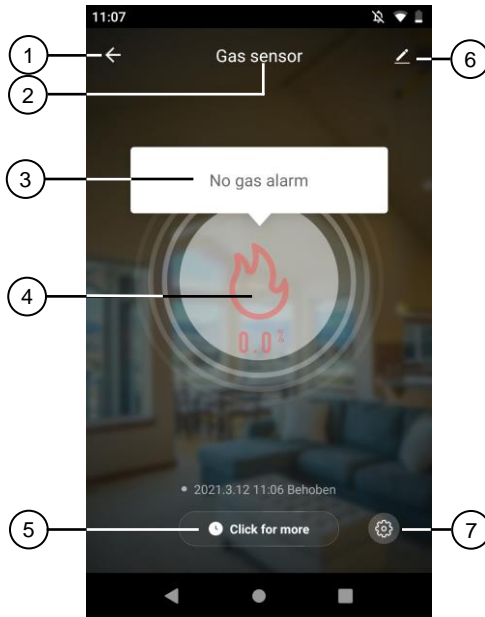 11:07
1
Gas sensor
6
2
3
No gas alarm
4
0.0%
2021.3.12 11:06 Behoben
5
Click for more
7